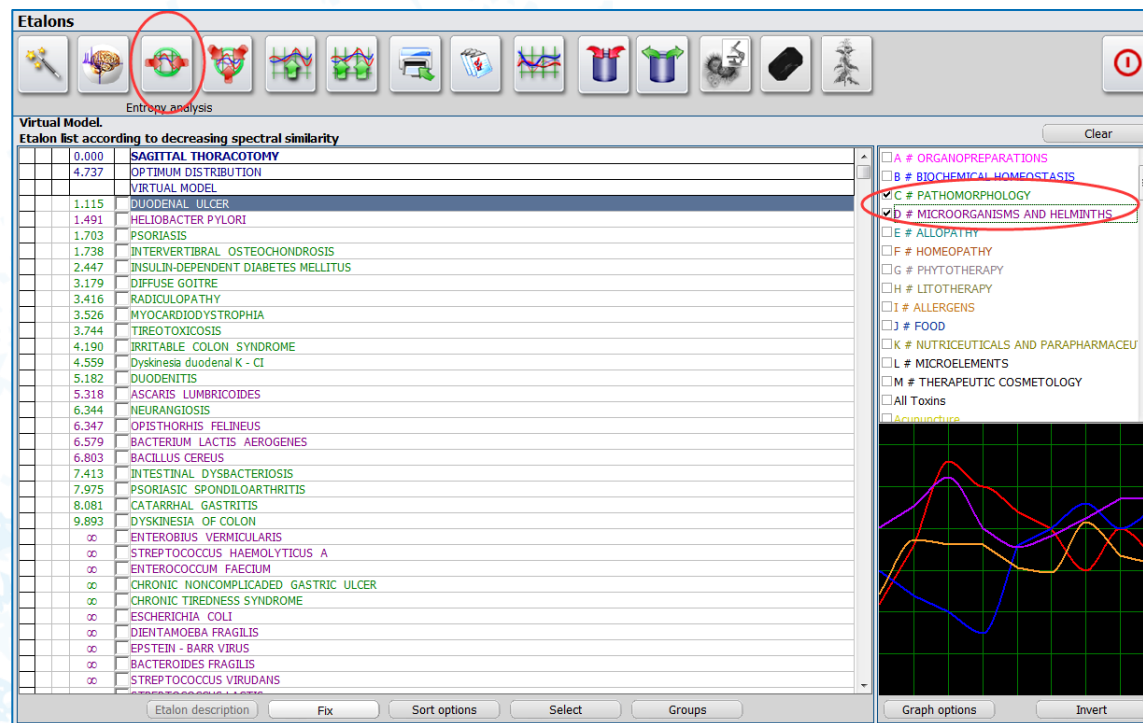 Etalons
Entropy analysis
Virtual Model.
Etalon list according to decreasing spectral similarity
Clear
0.000 SAGITTAL THORACOTOMY
4.737 OPTIMUM DISTRIBUTION
VIRTUAL MODEL
1.115 DUODENAL ULCER
1.491 HELIOBACTER PYLORI
1.703 PSORIASIS
1.738 INTERVERTIBRAL OSTEOCHONDROSIS
2.447 INSULIN-DEPENDENT DIABETES MELLITUS
3.179 DIFFUSE GOITRE
3.416 RADICULOPATHY
3.526 MYOCARDIODYSTROPHIA
3.744 TIREOTOXICOSIS
4.190 IRRITABLE COLON SYNDROME
4.559 Dyskinesia duodenal K - CI
5.182 DUODENITIS
5.318 ASCARIS LUMBRICOIDES
6.344 NEURANGIOSIS
6.347 OPISTHORHIS FELINEUS
6.579 BACTERIUM LACTIS AEROGENES
6.803 BACILLUS CEREUS
7.413 INTESTINAL DYSBACTERIOSIS
7.975 PSORIASIC SPONDILOARTHRITIS
8.081 CATARRHAL GASTRITIS
9.893 DYSKINESIA OF COLON
∞ ENTEROBIUS VERMICULARIS
∞ STREPTOCOCCUS HAEMOLYTICUS A
∞ ENTEROCOCCUM FAECIUM
∞ CHRONIC NONCOMPLICADED GASTRIC ULCER
∞ CHRONIC TIREDNESS SYNDROME
∞ ESCHERICHIA COLI
∞ DIENTAMOEBA FRAGILIS
∞ EPSTEIN - BARR VIRUS
∞ BACTEROIDES FRAGILIS
∞ STREPTOCOCCUS VIRUDANS
A # ORGANOPREPARATIONS
B # BIOCHEMICAL HOMEOSTASIS
C # PATHOMORPHOLOGY
D # MICROORGANISMS AND HELMINTHS
E # ALLOPATHY
F # HOMEOPATHY
G # PHYTOTHERAPY
H # LITOTHERAPY
I # ALLERGENS
J # FOOD
K # NUTRICEUTICALS AND PARAPHARMACEU
L # MICROELEMENTS
M # THERAPEUTIC COSMETOLOGY
All Toxins
Acupuncture
Etalon description Fix Sort options Select Groups
Graph options Invert